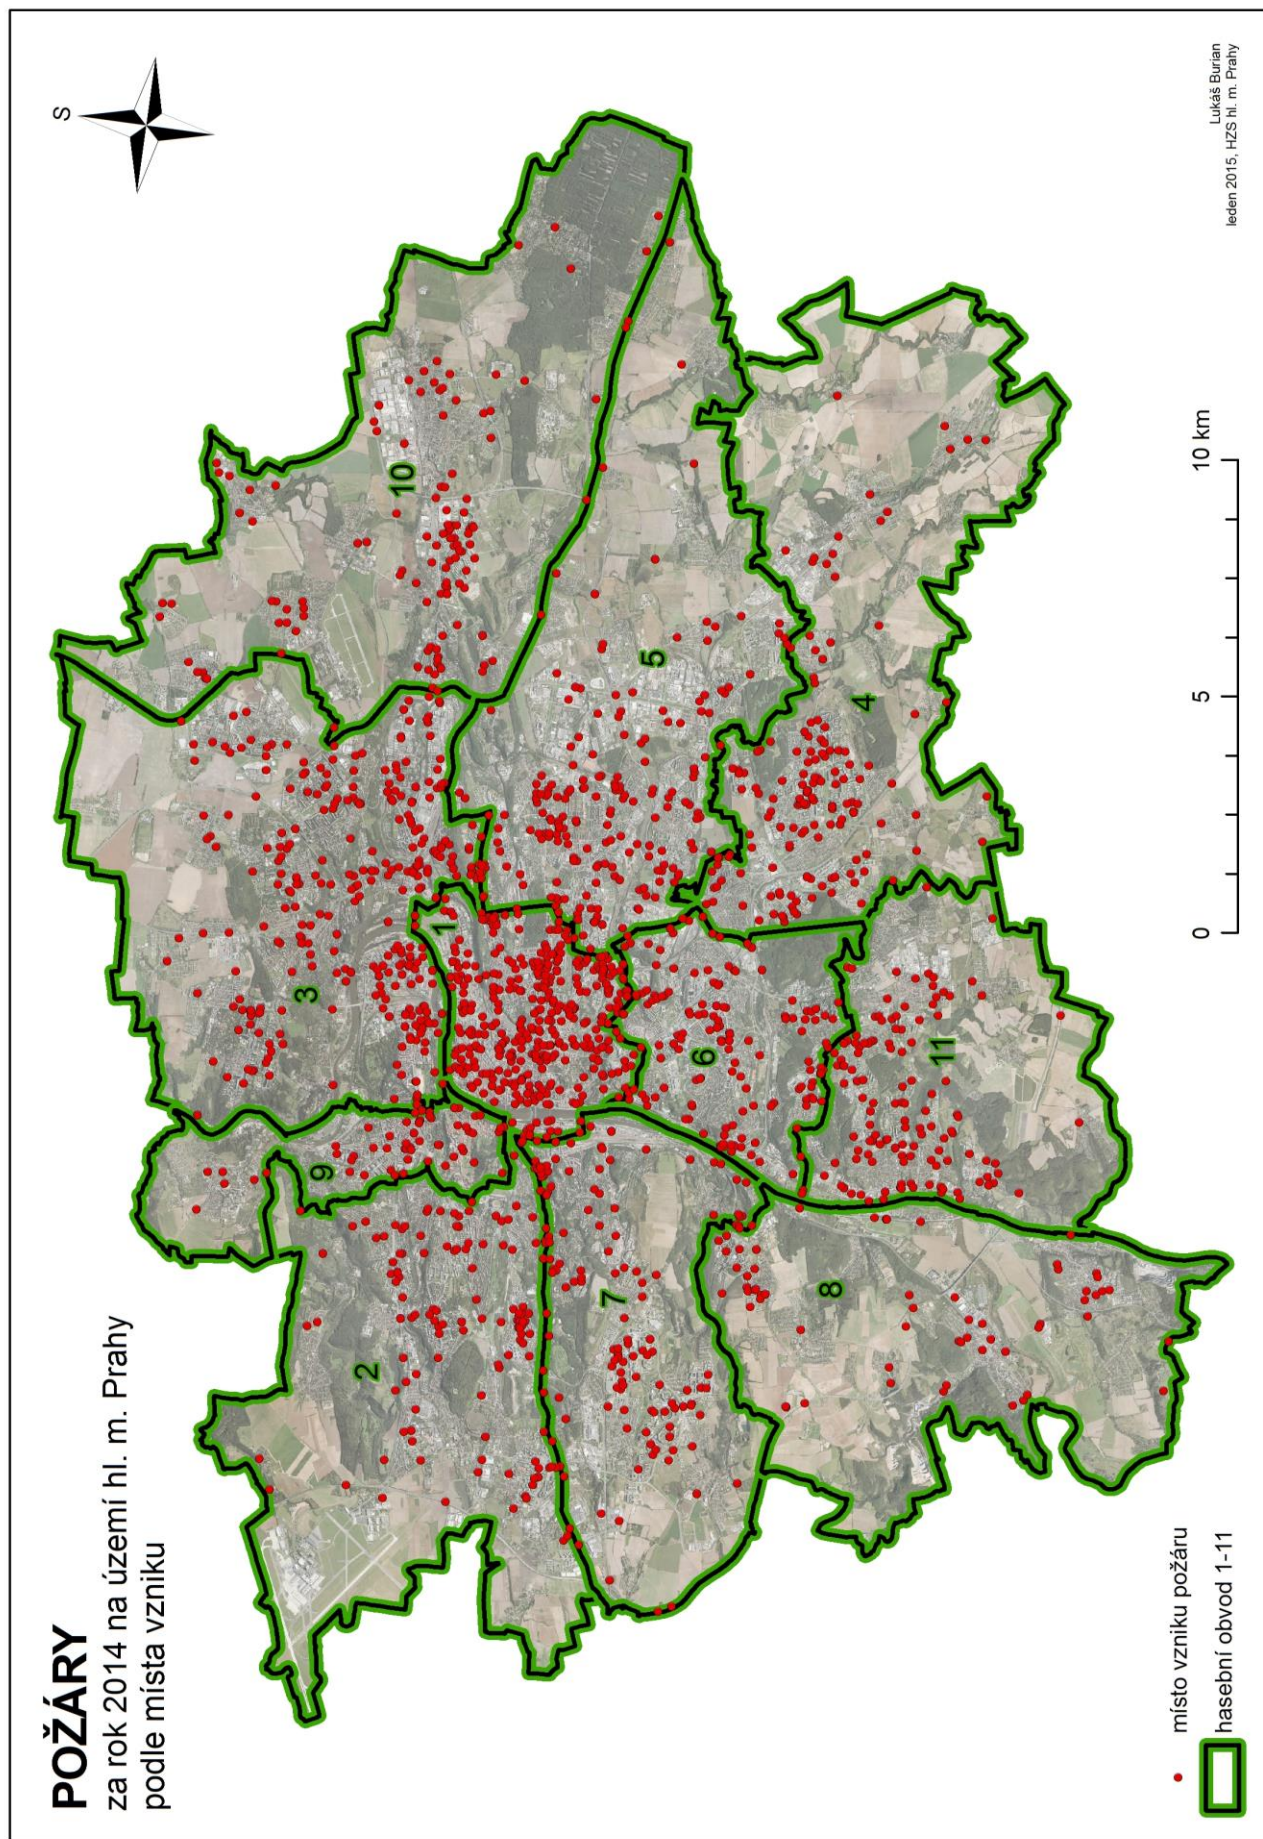 POŽÁRY
za rok 2014 na území hl. m. Prahy
podle místa vzniku
S
10
3
1
9
2
5
4
6
7
11
8
místo vzniku požáru
hasební obvod 1-11
0
5
10 km
Lukáš Burian
leden 2015, HZS hl. m. Prahy